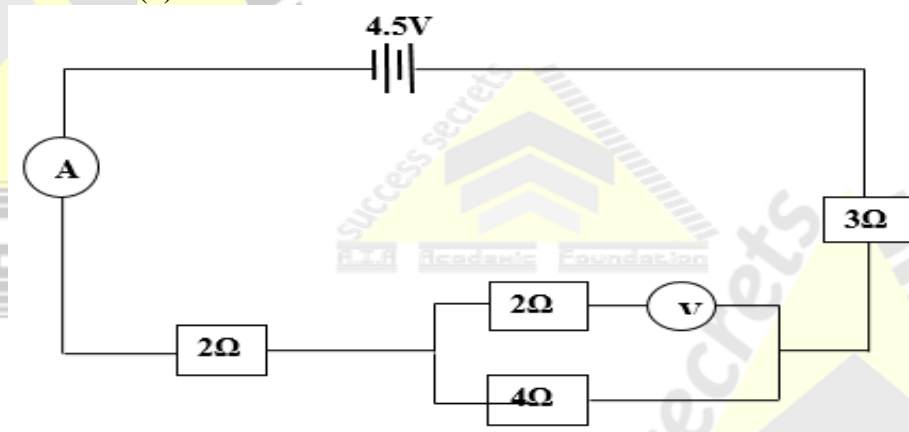 4.5V
A
success secrets
3Ω
A.I.A Academic Foundation
2Ω
V
2Ω
4Ω
secrets